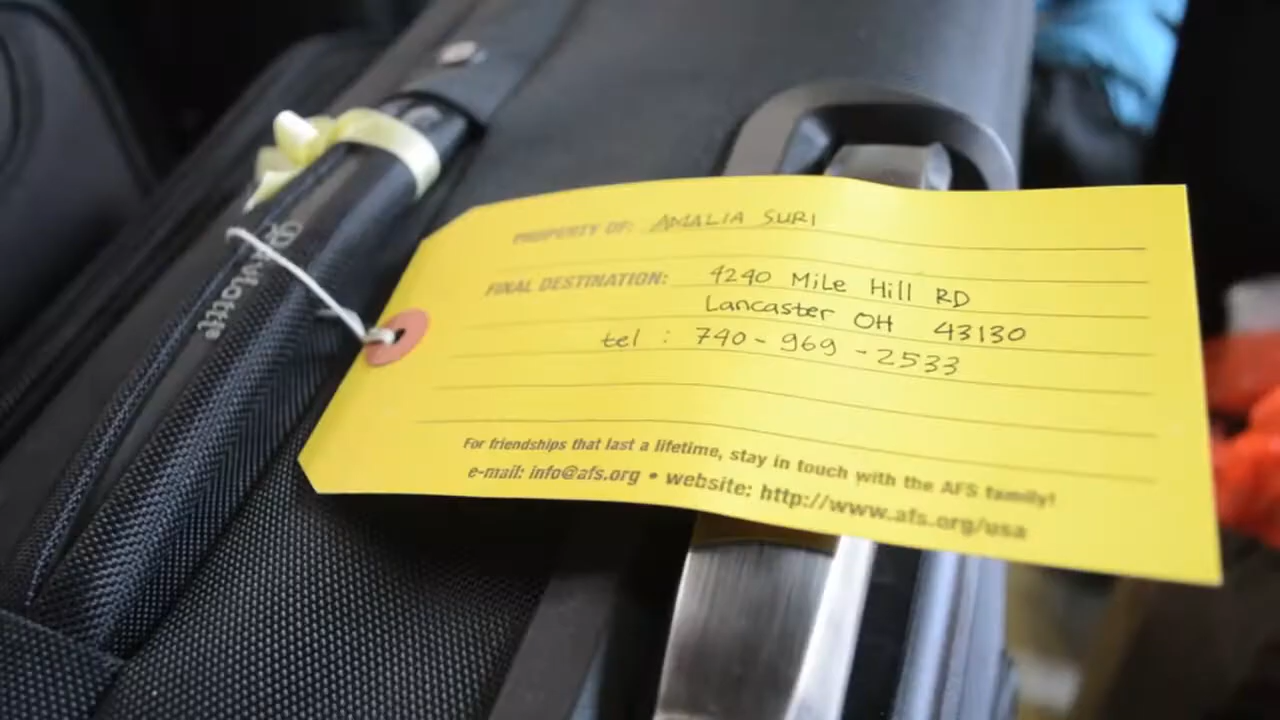 PROPERTY OF: AMALIA SURI
FINAL DESTINATION: 4240 Mile Hill RD
Lancaster OH 43130
tel : 740-969-2533
For friendships that last a lifetime, stay in touch with the AFS family!
e-mail: info@afs.org • website: http://www.afs.org/usa